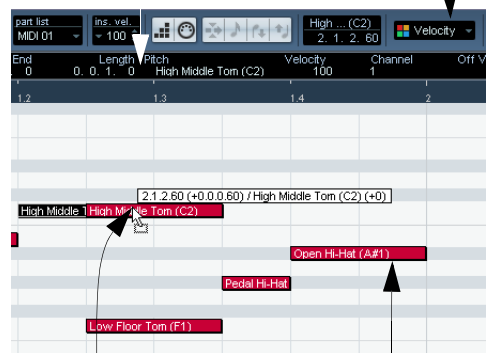 part list
ins. vel.
High ... (C2)
MIDI 01
100
2. 1. 2. 60
Velocity
End Length Pitch Velocity Channel Off V
0 0. 0. 1. 0 High Middle Tom (C2) 100 1
1.2 1.3 1.4 2
2.1.2.60 (+0.0.0.60) / High Middle Tom (C2) (+0)
High Middle T High Middle Tom (C2)
Open Hi-Hat (A#1)
Pedal Hi-Hat
Low Floor Tom (F1)